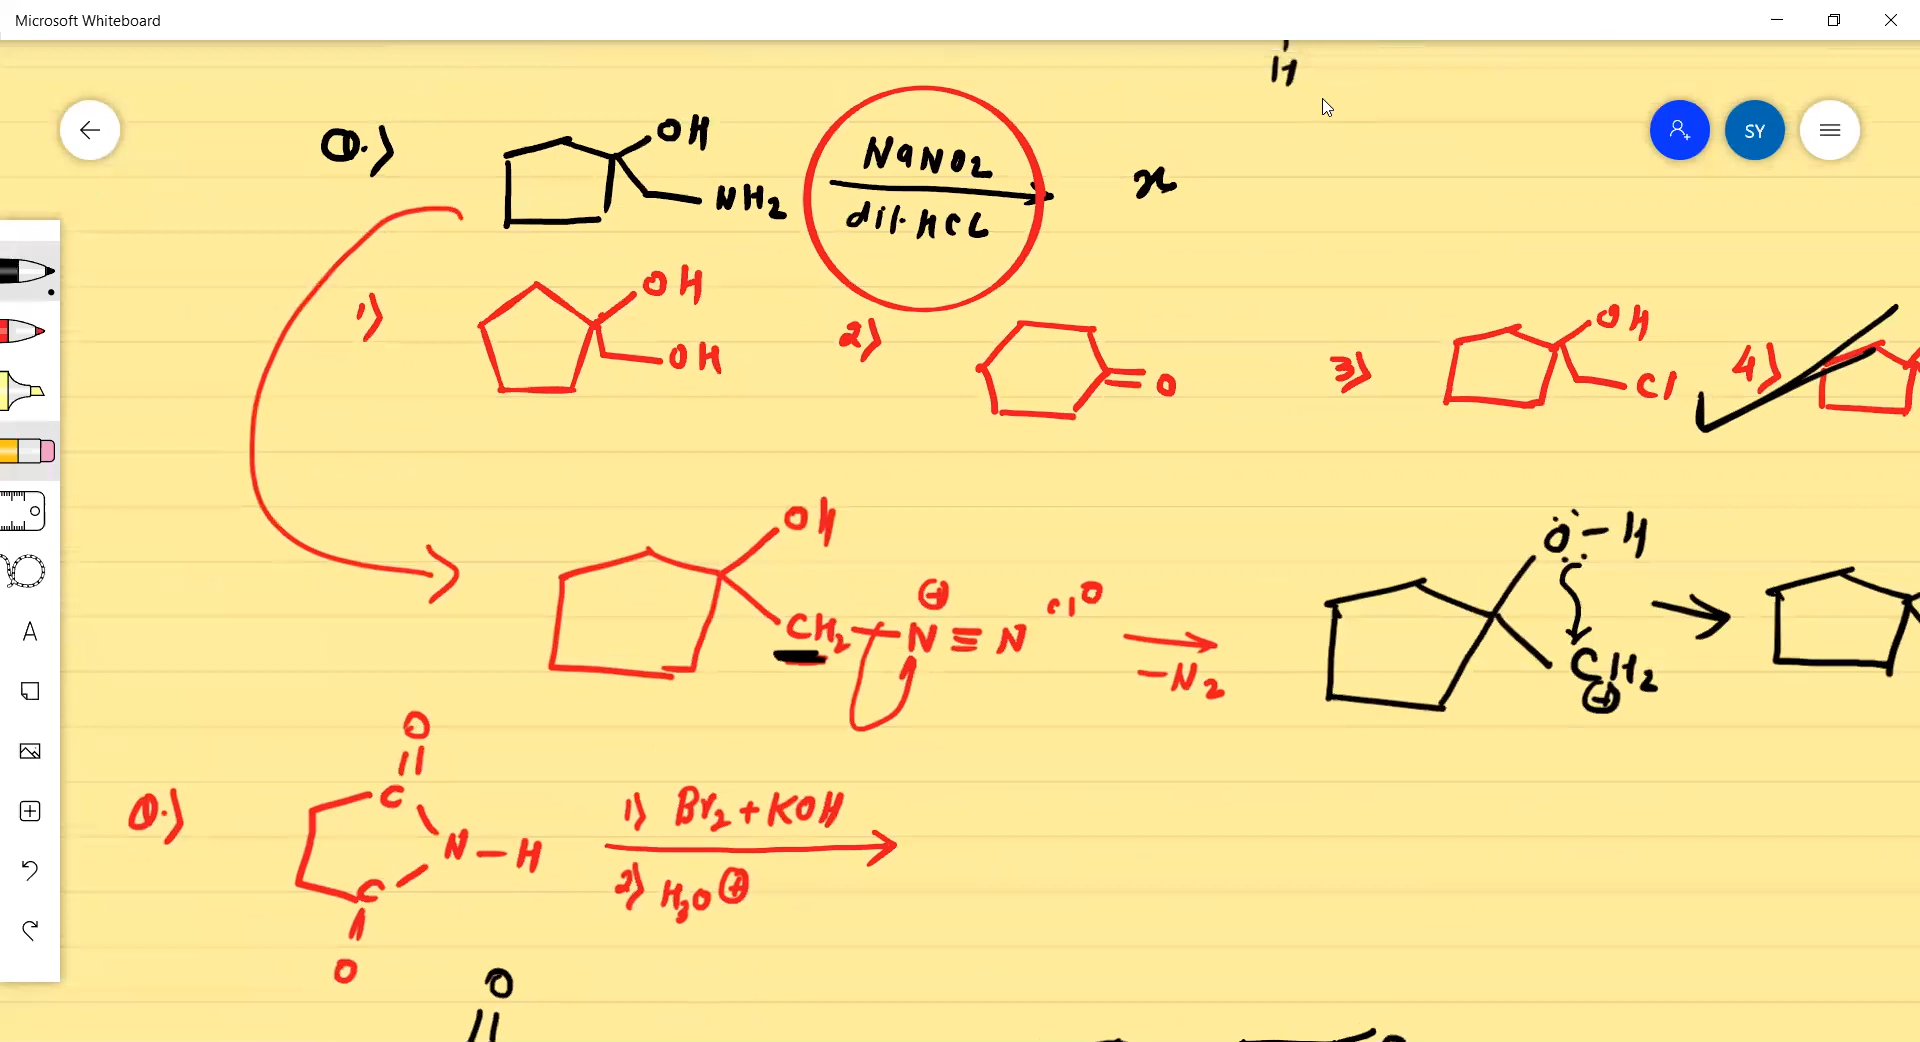 Microsoft Whiteboard
H
Q.)
OH
NH2
NaNO2
dil. HCl
x
SY
1)
OH
OH
2)
O
3)
OH
Cl
4)
OH
CH2 – N ≡ N
⊕
Cl⊖
-N2
Ö – H
CH2
⊕
Q.)
O
C
N – H
C
O
1) Br2 + KOH
2) H3O⊕
O
A